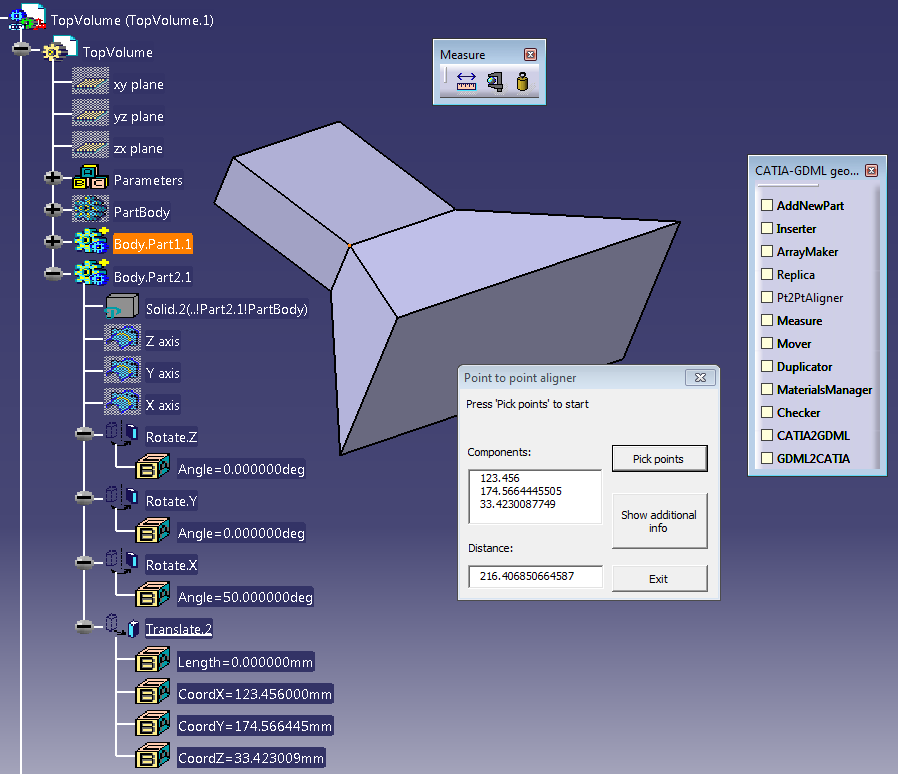 TopVolume (TopVolume.1)
TopVolume
xy plane
yz plane
zx plane
Parameters
PartBody
Body.Part1.1
Body.Part2.1
Solid.2(..!Part2.1!PartBody)
Z axis
Y axis
X axis
Rotate.Z
Angle=0.000000deg
Rotate.Y
Angle=0.000000deg
Rotate.X
Angle=50.000000deg
Translate.2
Length=0.000000mm
CoordX=123.456000mm
CoordY=174.566445mm
CoordZ=33.423009mm
Measure
Point to point aligner
Press 'Pick points' to start
Components:
123.456
174.5664445505
33.4230087749
Distance:
216.406850664587
Pick points
Show additional
info
Exit
CATIA-GDML geo...
AddNewPart
Inserter
ArrayMaker
Replica
Pt2PtAligner
Measure
Mover
Duplicator
MaterialsManager
Checker
CATIA2GDML
GDML2CATIA